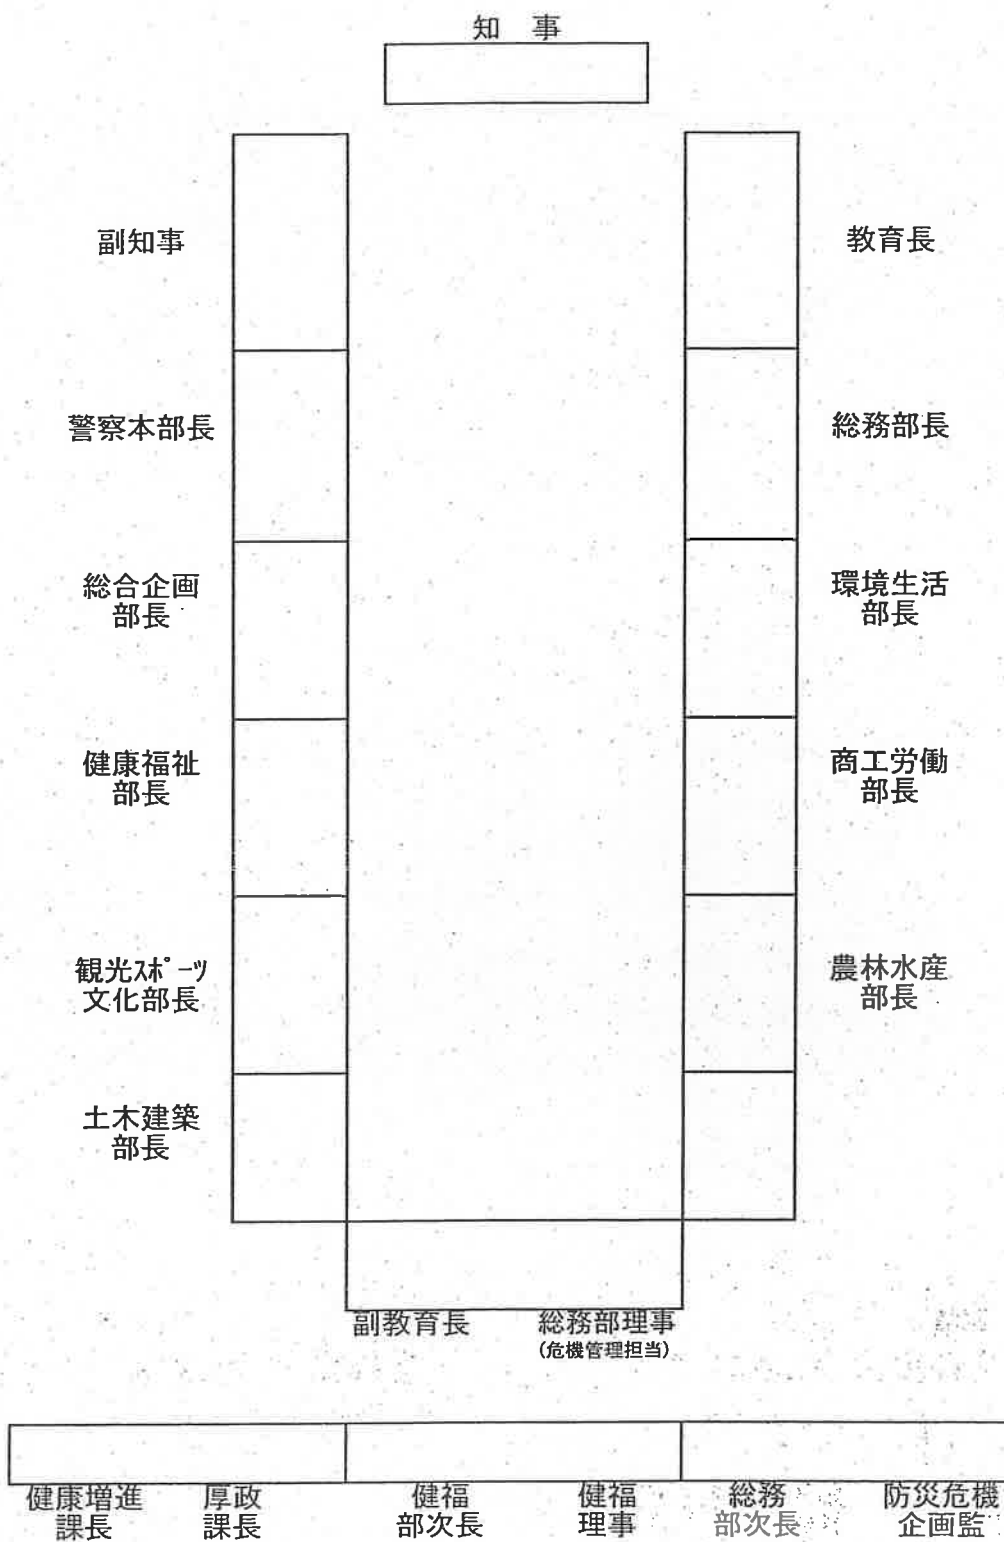 知　事
副知事
教育長
警察本部長
総務部長
総合企画
部長
環境生活
部長
健康福祉
部長
商工労働
部長
観光ｽﾎﾟｰﾂ
文化部長
農林水産
部長
土木建築
部長
副教育長
総務部理事
(危機管理担当)
健康増進
課長
厚政
課長
健福
部次長
健福
理事
総務
部次長
防災危機
企画監